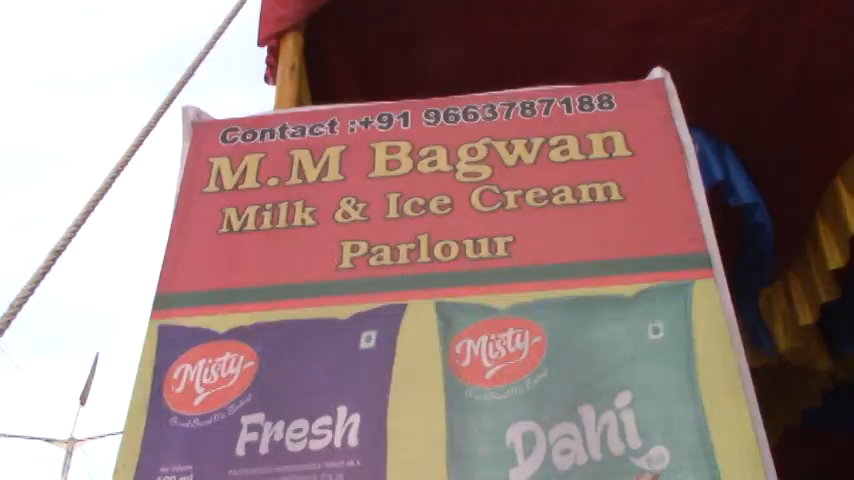 Contact :+91 9663787188
M.M Bagwan
Milk & Ice Cream
Parlour
Misty
Fresh
Misty
Dahi